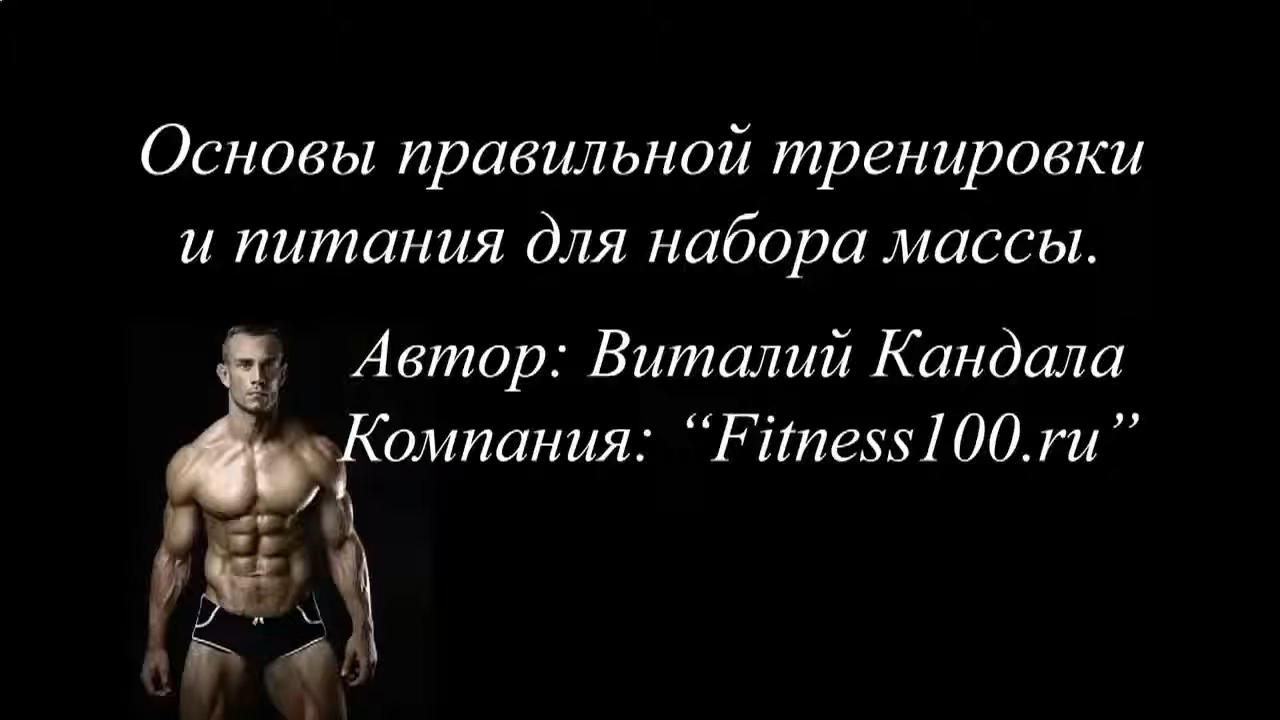 Основы правильной тренировки
и питания для набора массы.
Автор: Виталий Кандала
Компания: “Fitness100.ru”